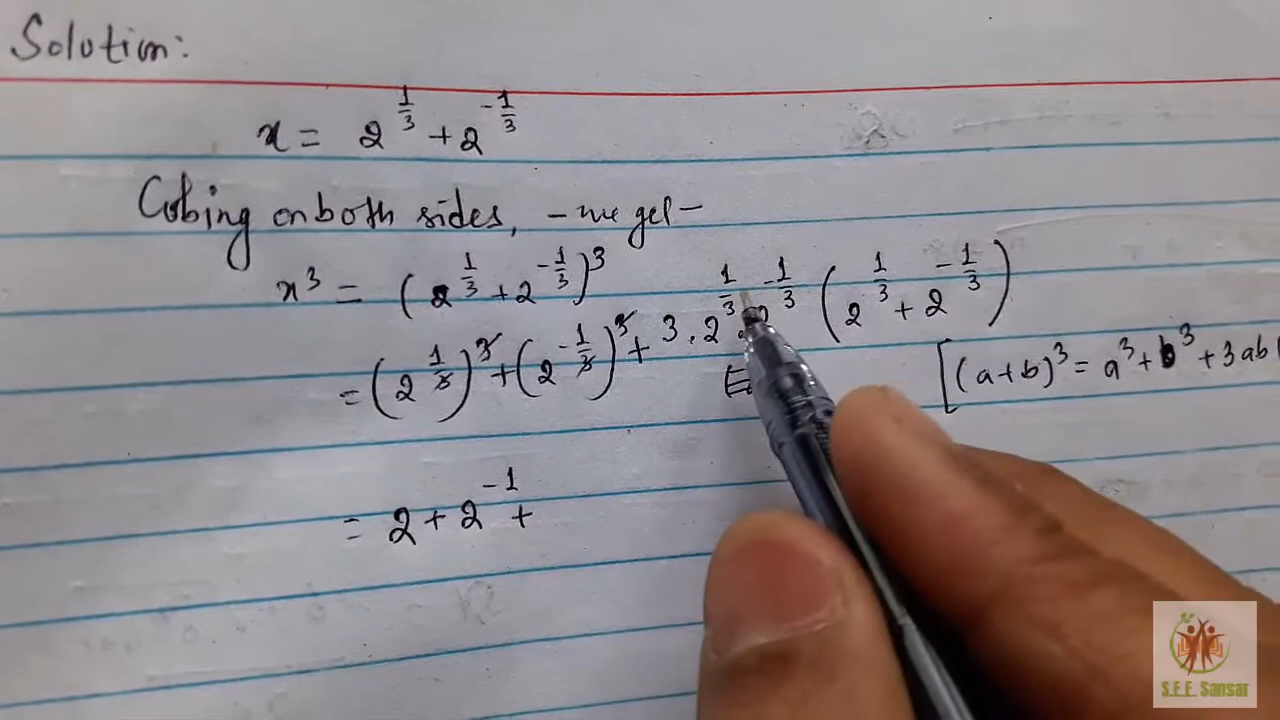 Solution:
x = 2^{1/3} + 2^{-1/3}
Cubing on both sides, we get
x³ = (2^{1/3} + 2^{-1/3})³
= (2^{1/3})³ + (2^{-1/3})³ + 3 . 2^{1/3} . 2^{-1/3} (2^{1/3} + 2^{-1/3})
[(a+b)³ = a³ + b³ + 3ab(
= 2 + 2^{-1} +
S.E.E. Sansar